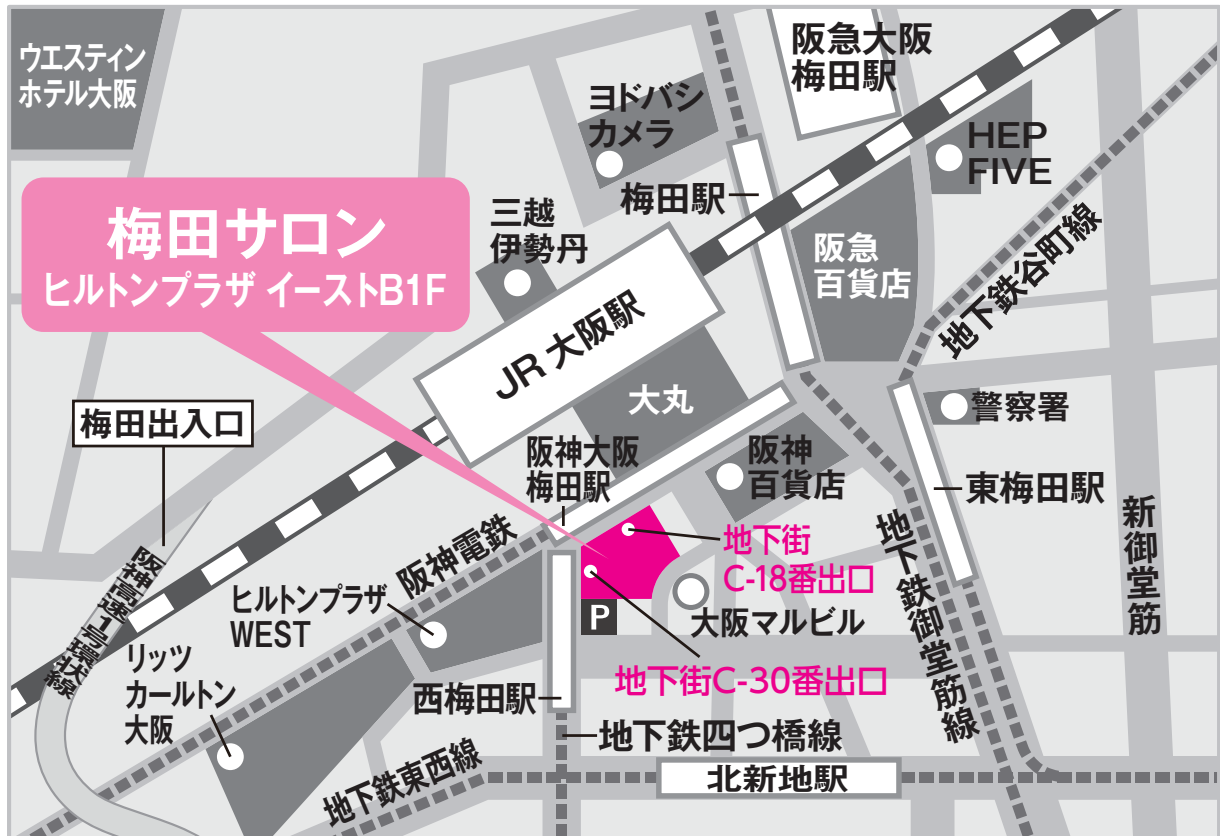 ウエスティン
ホテル大阪
阪急大阪
梅田駅
ヨドバシ
カメラ
HEP
FIVE
梅田駅
梅田サロン
ヒルトンプラザ イーストB1F
三越
伊勢丹
阪急
百貨店
地下鉄谷町線
JR 大阪駅
大丸
警察署
梅田出入口
阪神大阪
梅田駅
阪神
百貨店
東梅田駅
新御堂筋
地下街
C-18番出口
阪神電鉄
地下鉄御堂筋線
阪神高速1号環状線
ヒルトンプラザ
WEST
P
大阪マルビル
リッツ
カールトン
大阪
西梅田駅
地下街C-30番出口
地下鉄四つ橋線
地下鉄東西線
北新地駅